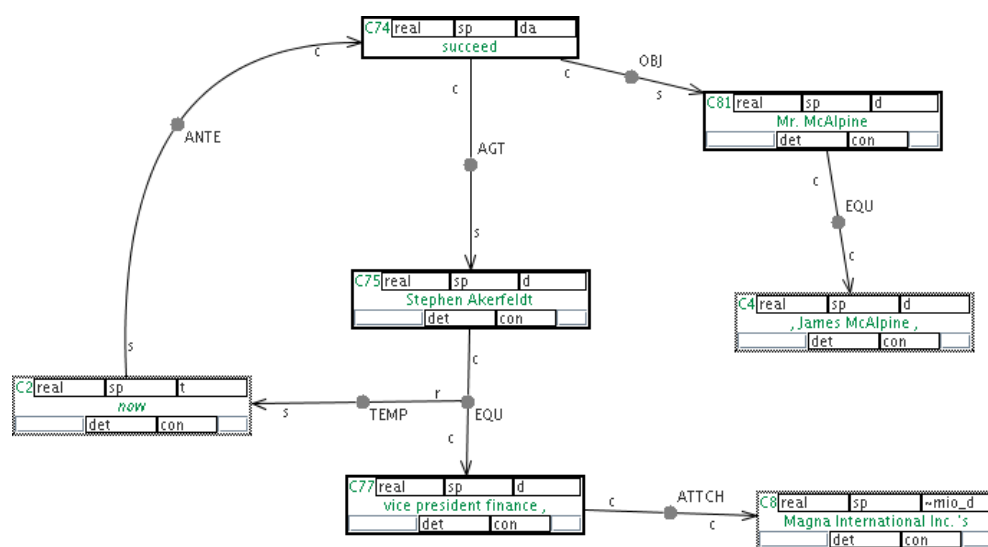 C74 real sp da
succeed
c
c
c
OBJ
s
C81 real sp d
Mr. McAlpine
det con
ANTE
AGT
c
EQU
s
c
C75 real sp d
Stephen Akerfeldt
det con
C4 real sp d
, James McAlpine ,
det con
s
c
C2 real sp t
now
det con
r
s
TEMP
EQU
c
C77 real sp d
vice president finance ,
det con
c
ATTCH
c
C8 real sp ~mio_d
Magna International Inc. 's
det con